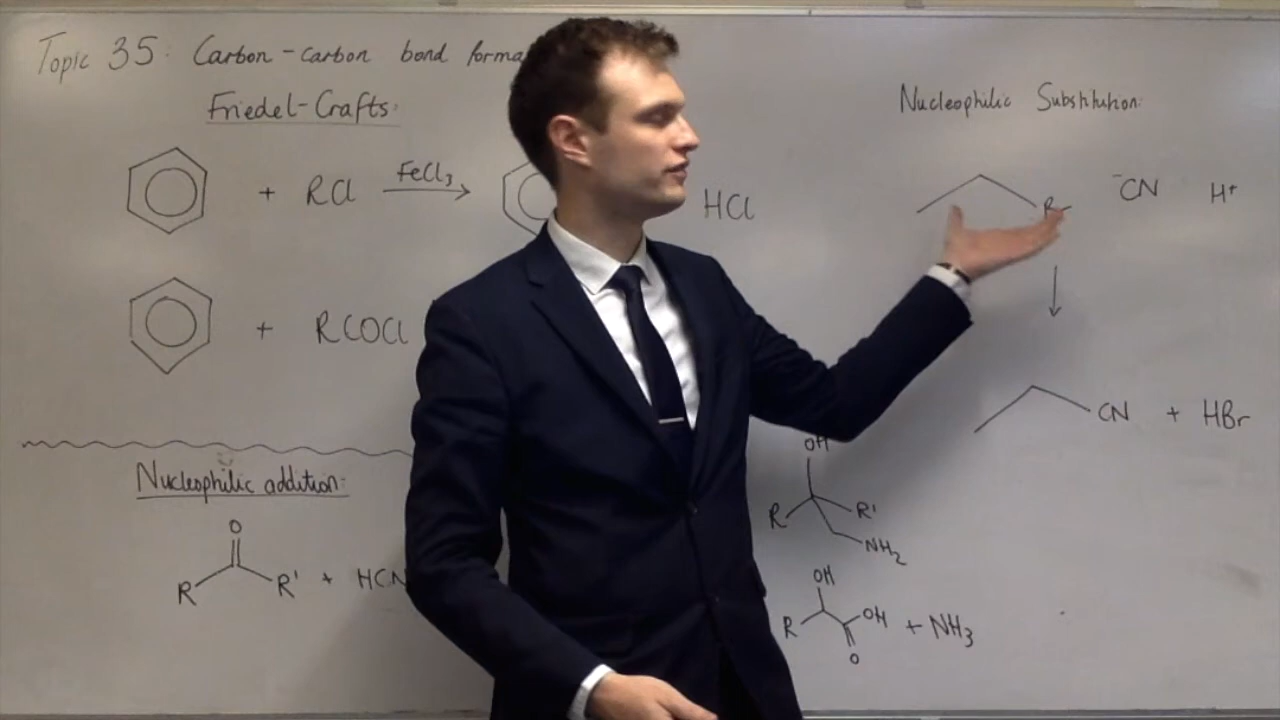 Topic 35: Carbon-carbon bond forma
Friedel-Crafts:
+ RCl FeCl3 HCl
+ RCOCl
Nucleophilic addition:
O
R R' + HCN
Nucleophilic Substitution:
⁻CN H⁺
CN + HBr
OH
R R'
NH2
OH
R OH + NH3
O